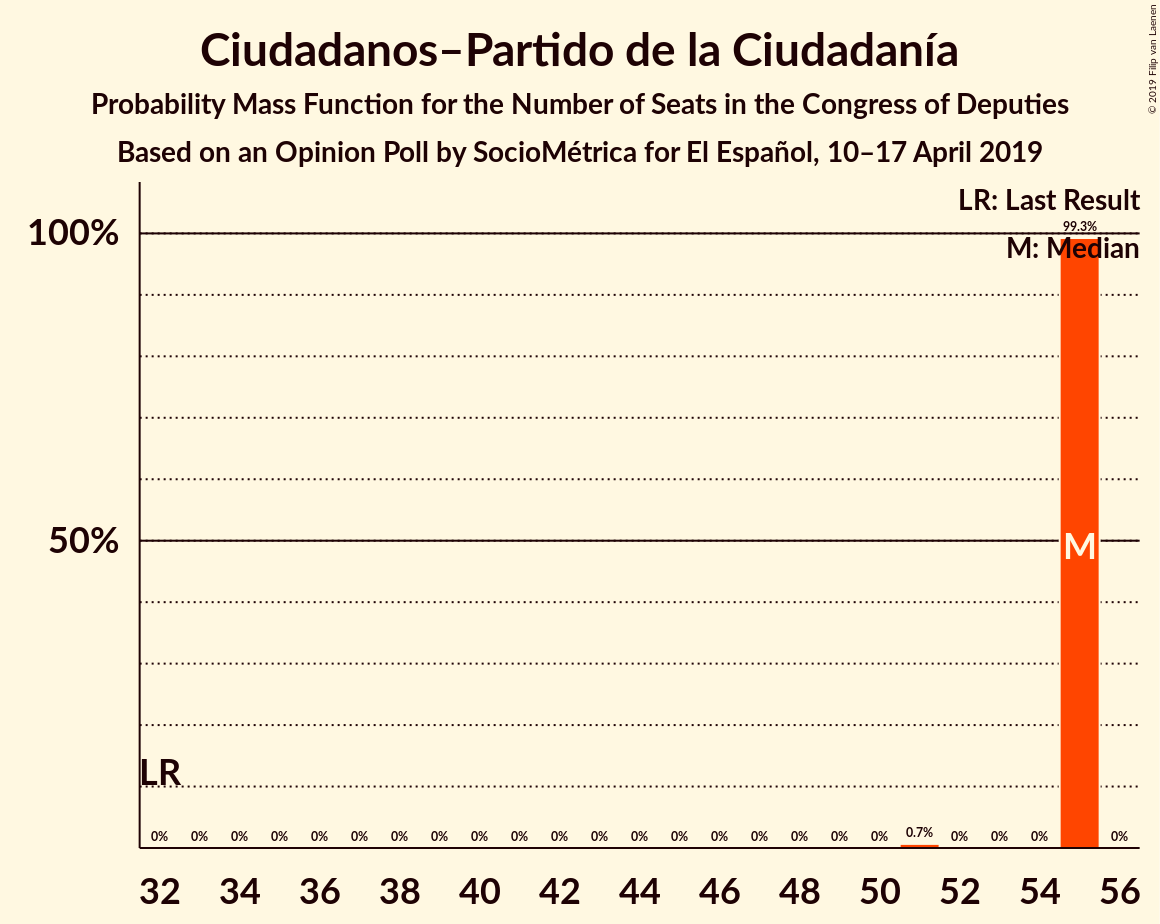 Ciudadanos–Partido de la Ciudadanía
Probability Mass Function for the Number of Seats in the Congress of Deputies
Based on an Opinion Poll by SocioMétrica for El Español, 10–17 April 2019
© 2019 Filip van Laenen
LR: Last Result
M: Median
100%
50%
99.3%
M
LR
0% 0% 0% 0% 0% 0% 0% 0% 0% 0% 0% 0% 0% 0% 0% 0% 0% 0% 0% 0.7% 0% 0% 0% 0%
32 34 36 38 40 42 44 46 48 50 52 54 56